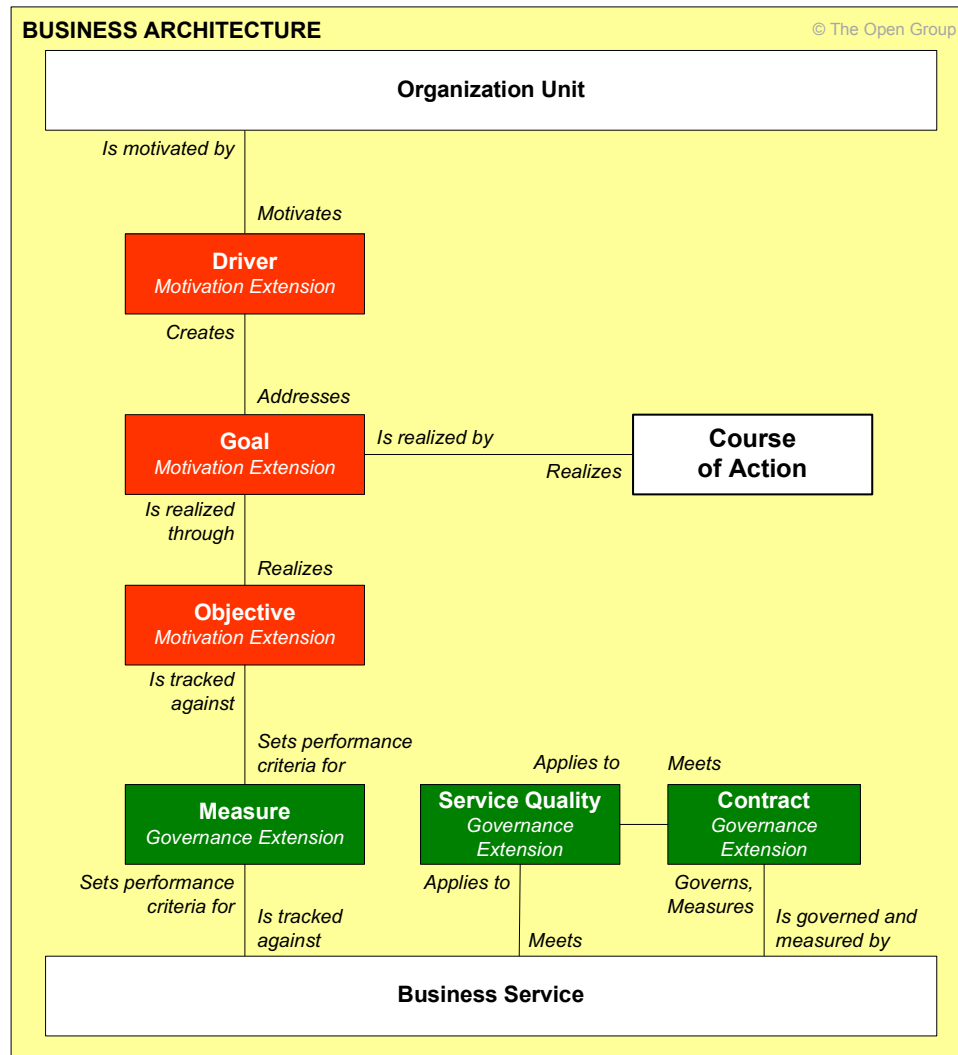 BUSINESS ARCHITECTURE
© The Open Group
Organization Unit
Is motivated by
Motivates
Driver
Motivation Extension
Creates
Addresses
Goal
Motivation Extension
Is realized by
Realizes
Course
of Action
Is realized
through
Realizes
Objective
Motivation Extension
Is tracked
against
Sets performance
criteria for
Applies to
Meets
Measure
Governance Extension
Service Quality
Governance
Extension
Contract
Governance
Extension
Sets performance
criteria for
Is tracked
against
Applies to
Meets
Governs,
Measures
Is governed and
measured by
Business Service